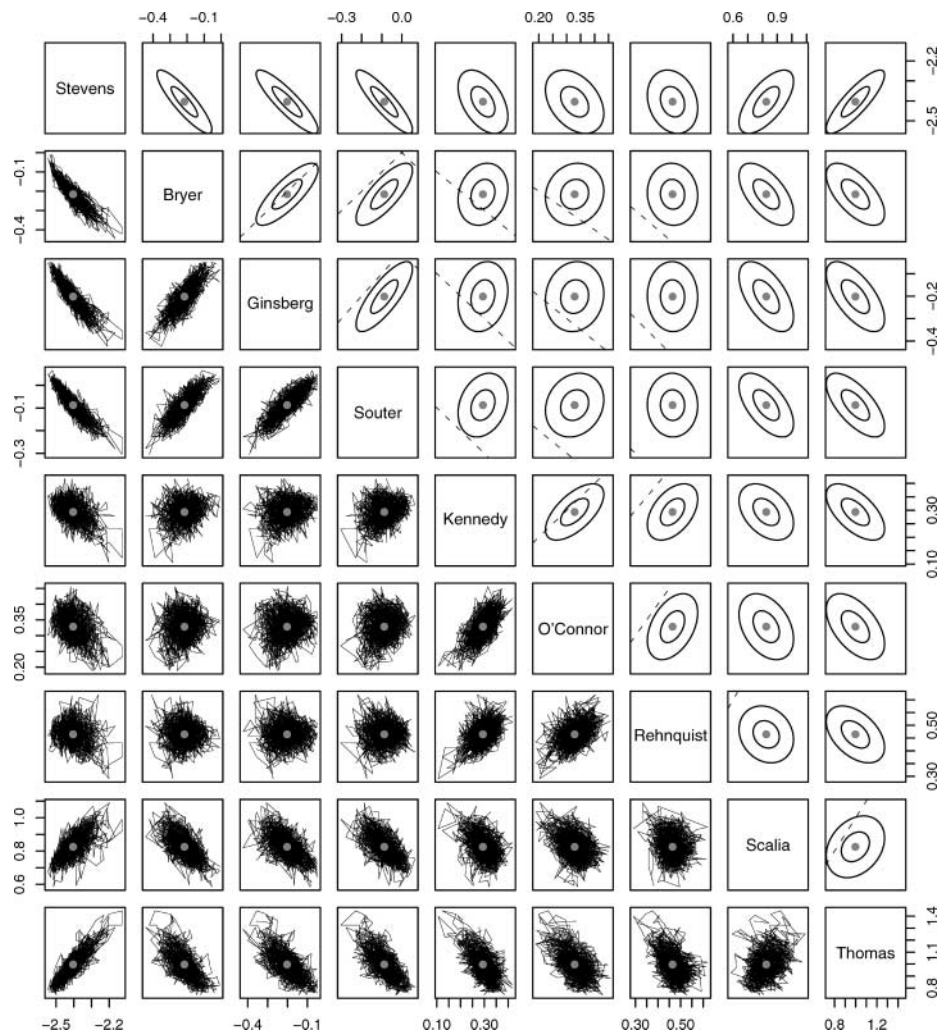 −0.4 −0.1 −0.3 0.0 0.20 0.35 0.6 0.9
Stevens
−2.5 −2.2
−0.4 −0.1
Bryer
Ginsberg
−0.4 −0.2
−0.3 −0.1
Souter
Kennedy
0.10 0.30
0.20 0.35
O'Connor
Rehnquist
0.30 0.50
0.6 0.8 1.0
Scalia
Thomas
0.8 1.0 1.2 1.4
−2.5 −2.2 −0.4 −0.1 0.10 0.30 0.30 0.50 0.8 1.2